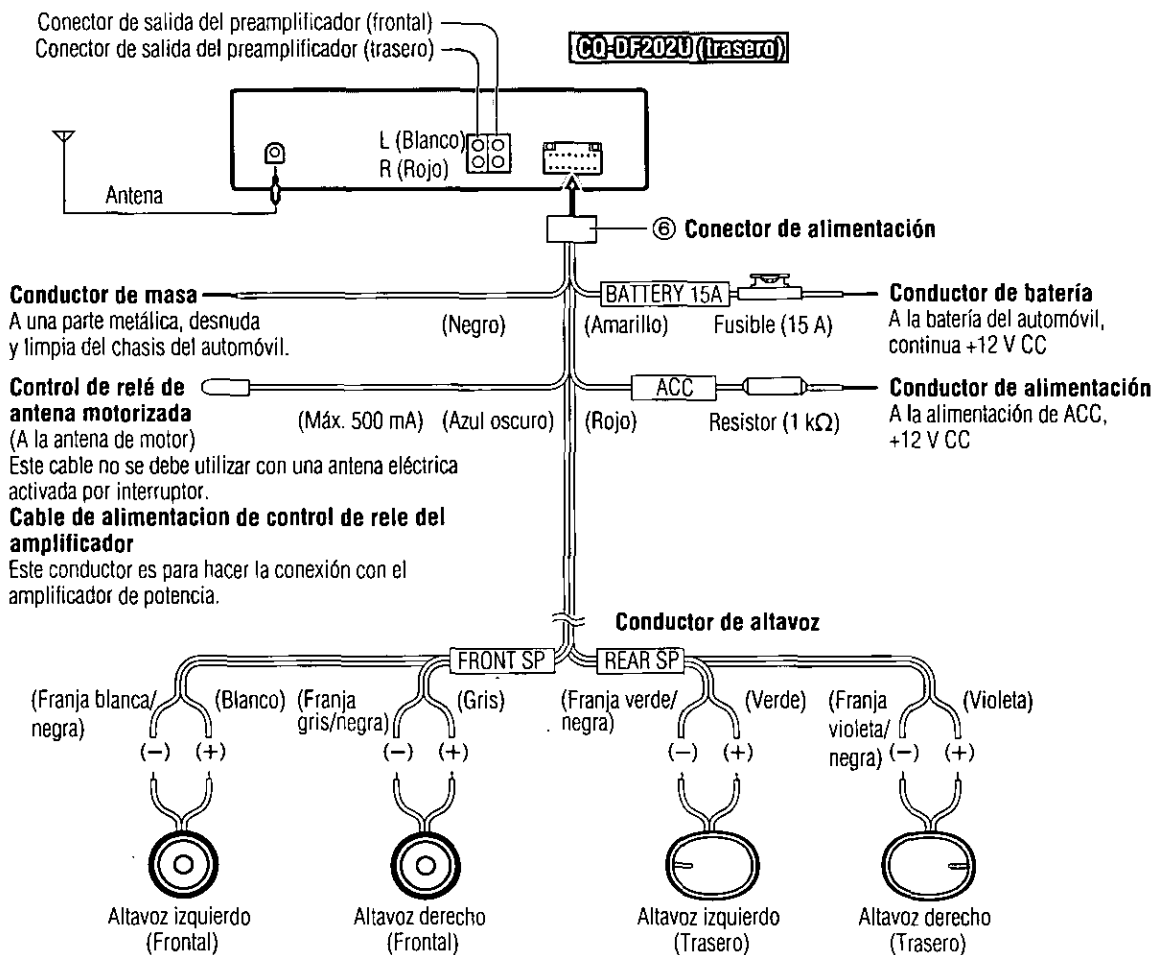 Conector de salida del preamplificador (frontal)
Conector de salida del preamplificador (trasero)
CQ-DF202U (trasero)
L (Blanco)
R (Rojo)
Antena
⑥ Conector de alimentación
Conductor de masa
A una parte metálica, desnuda
y limpia del chasis del automóvil.
(Negro)
(Amarillo)
BATTERY 15A
Fusible (15 A)
Conductor de batería
A la batería del automóvil,
continua +12 V CC
Control de relé de
antena motorizada
(A la antena de motor)
Este cable no se debe utilizar con una antena eléctrica
activada por interruptor.
(Máx. 500 mA)
(Azul oscuro)
(Rojo)
ACC
Resistor (1 kΩ)
Conductor de alimentación
A la alimentación de ACC,
+12 V CC
Cable de alimentacion de control de rele del
amplificador
Este conductor es para hacer la conexión con el
amplificador de potencia.
Conductor de altavoz
FRONT SP
REAR SP
(Franja blanca/
negra)
(Blanco)
(Franja
gris/negra)
(Gris)
(Franja verde/
negra)
(Verde)
(Franja
violeta/
negra)
(Violeta)
(−) (+)
(−) (+)
(−) (+)
(−) (+)
Altavoz izquierdo
(Frontal)
Altavoz derecho
(Frontal)
Altavoz izquierdo
(Trasero)
Altavoz derecho
(Trasero)